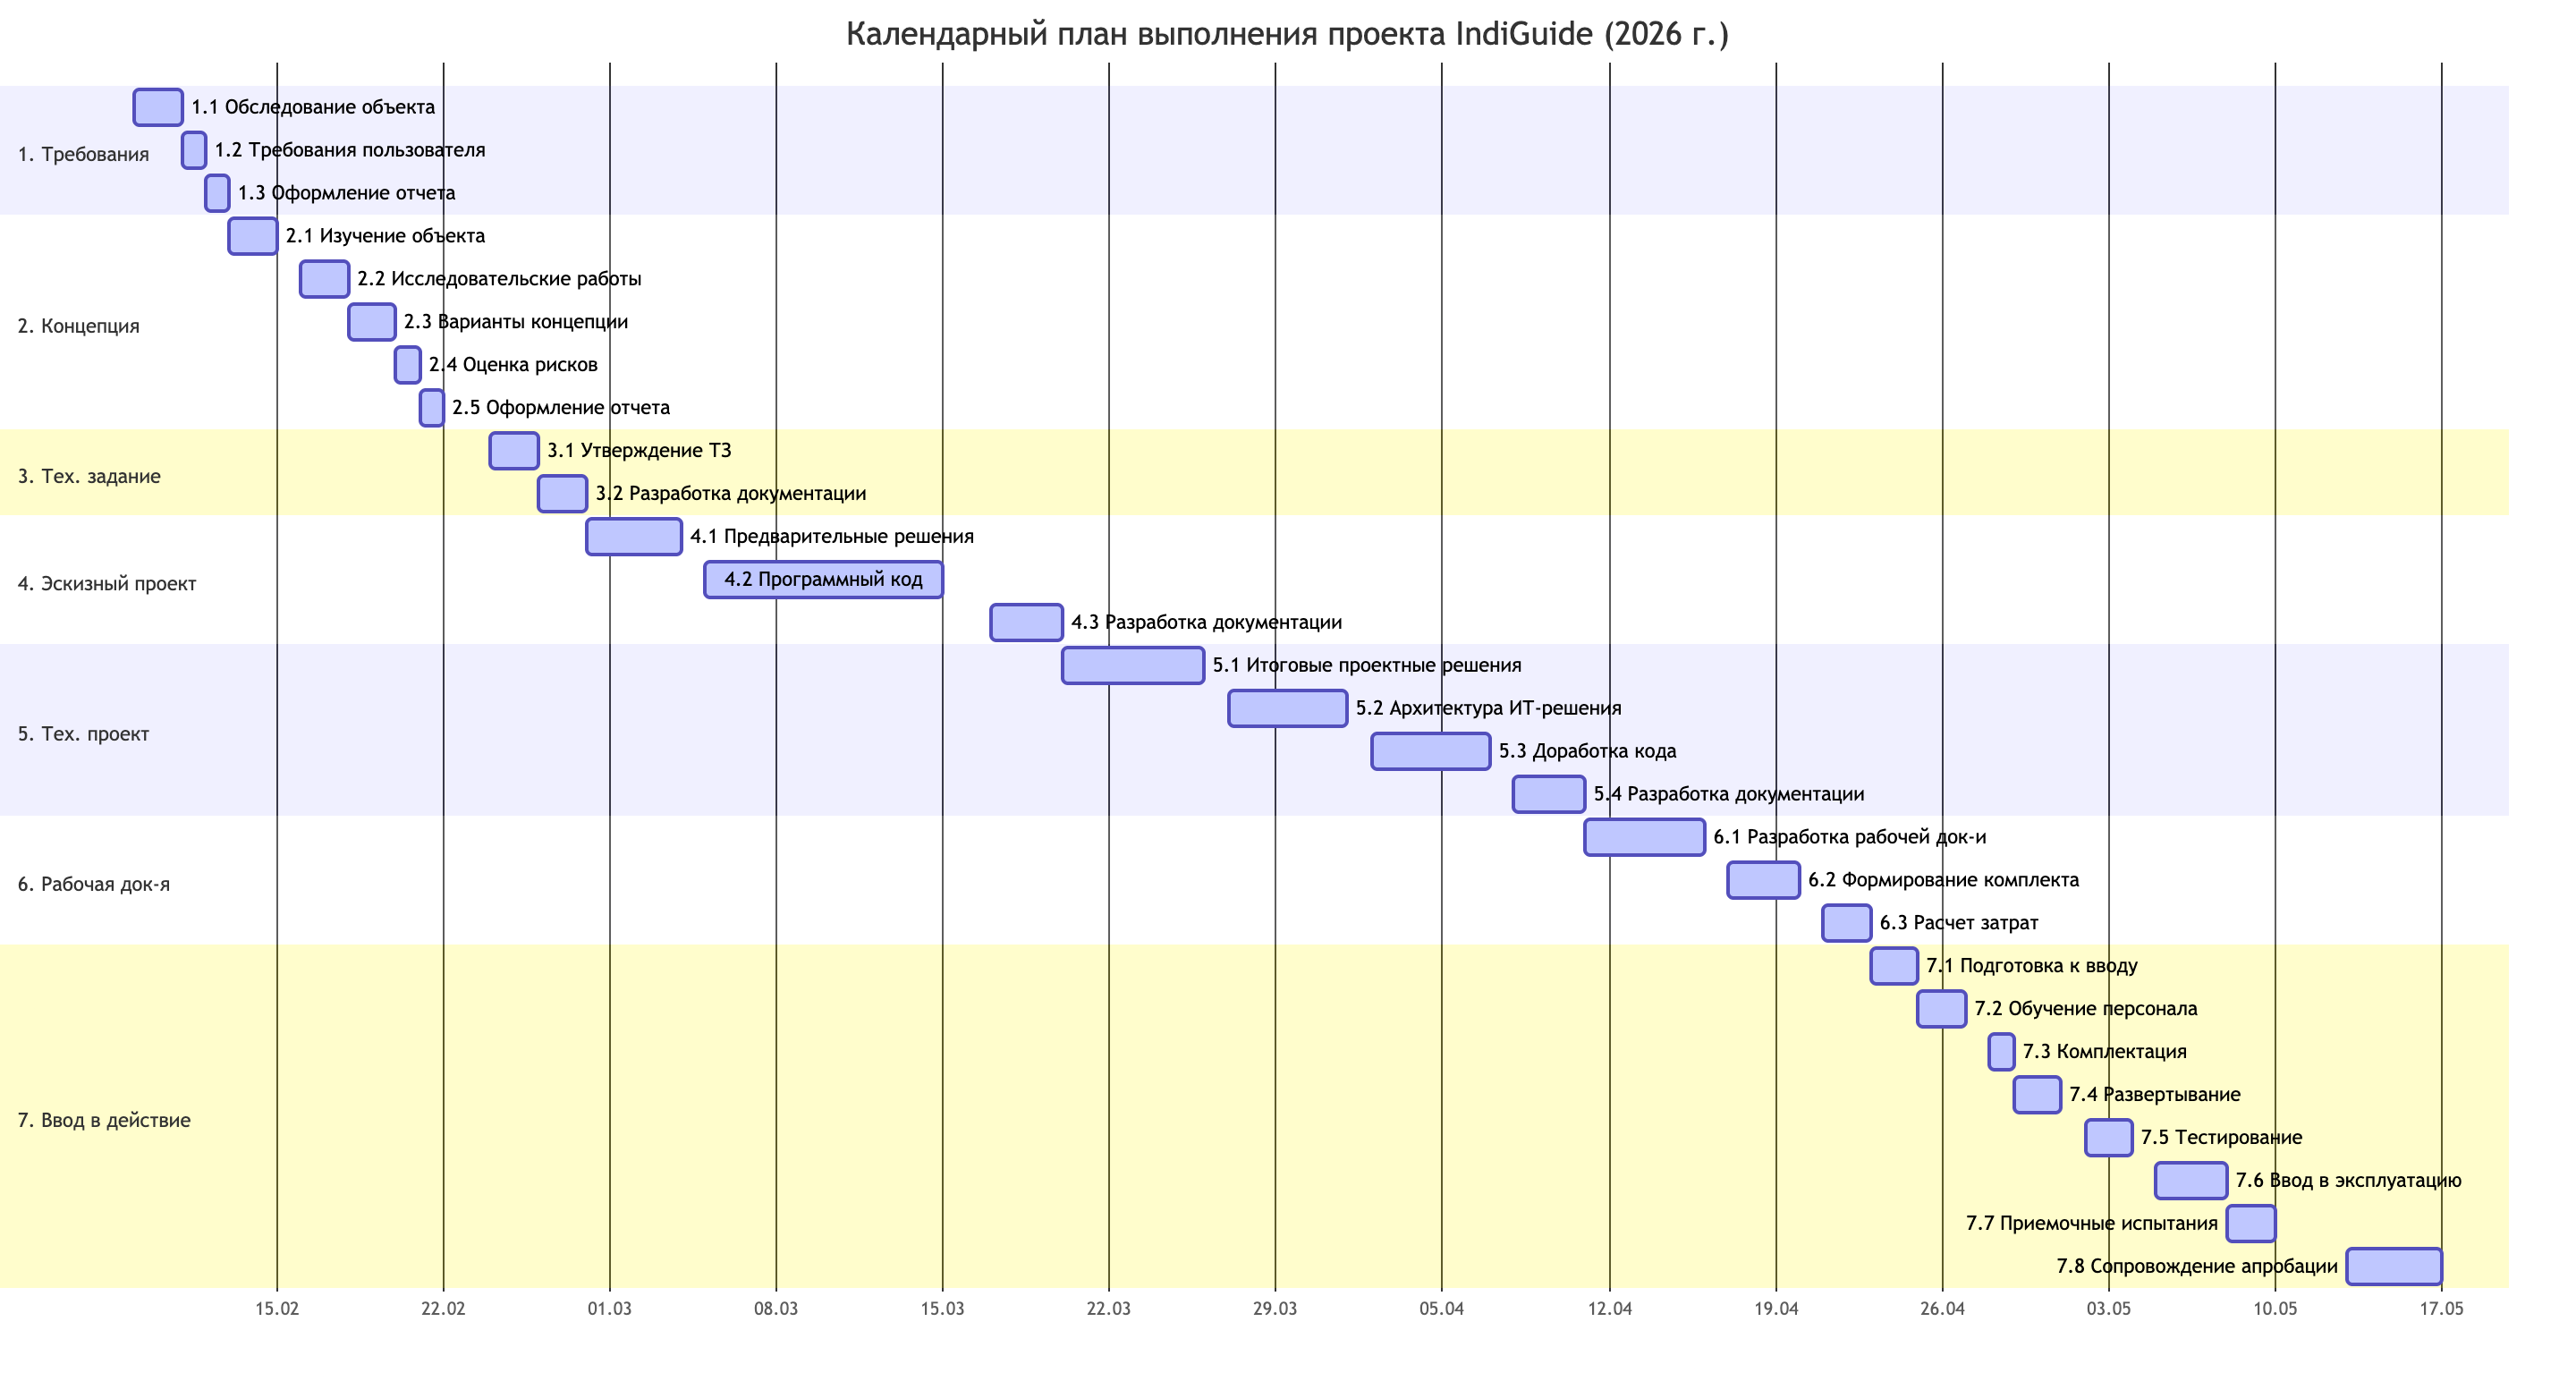 Календарный план выполнения проекта IndiGuide (2026 г.)
1. Требования
1.1 Обследование объекта
1.2 Требования пользователя
1.3 Оформление отчета
2. Концепция
2.1 Изучение объекта
2.2 Исследовательские работы
2.3 Варианты концепции
2.4 Оценка рисков
2.5 Оформление отчета
3. Тех. задание
3.1 Утверждение ТЗ
3.2 Разработка документации
4. Эскизный проект
4.1 Предварительные решения
4.2 Программный код
4.3 Разработка документации
5. Тех. проект
5.1 Итоговые проектные решения
5.2 Архитектура ИТ-решения
5.3 Доработка кода
5.4 Разработка документации
6. Рабочая док-я
6.1 Разработка рабочей док-и
6.2 Формирование комплекта
6.3 Расчет затрат
7. Ввод в действие
7.1 Подготовка к вводу
7.2 Обучение персонала
7.3 Комплектация
7.4 Развертывание
7.5 Тестирование
7.6 Ввод в эксплуатацию
7.7 Приемочные испытания
7.8 Сопровождение апробации
15.02 22.02 01.03 08.03 15.03 22.03 29.03 05.04 12.04 19.04 26.04 03.05 10.05 17.05